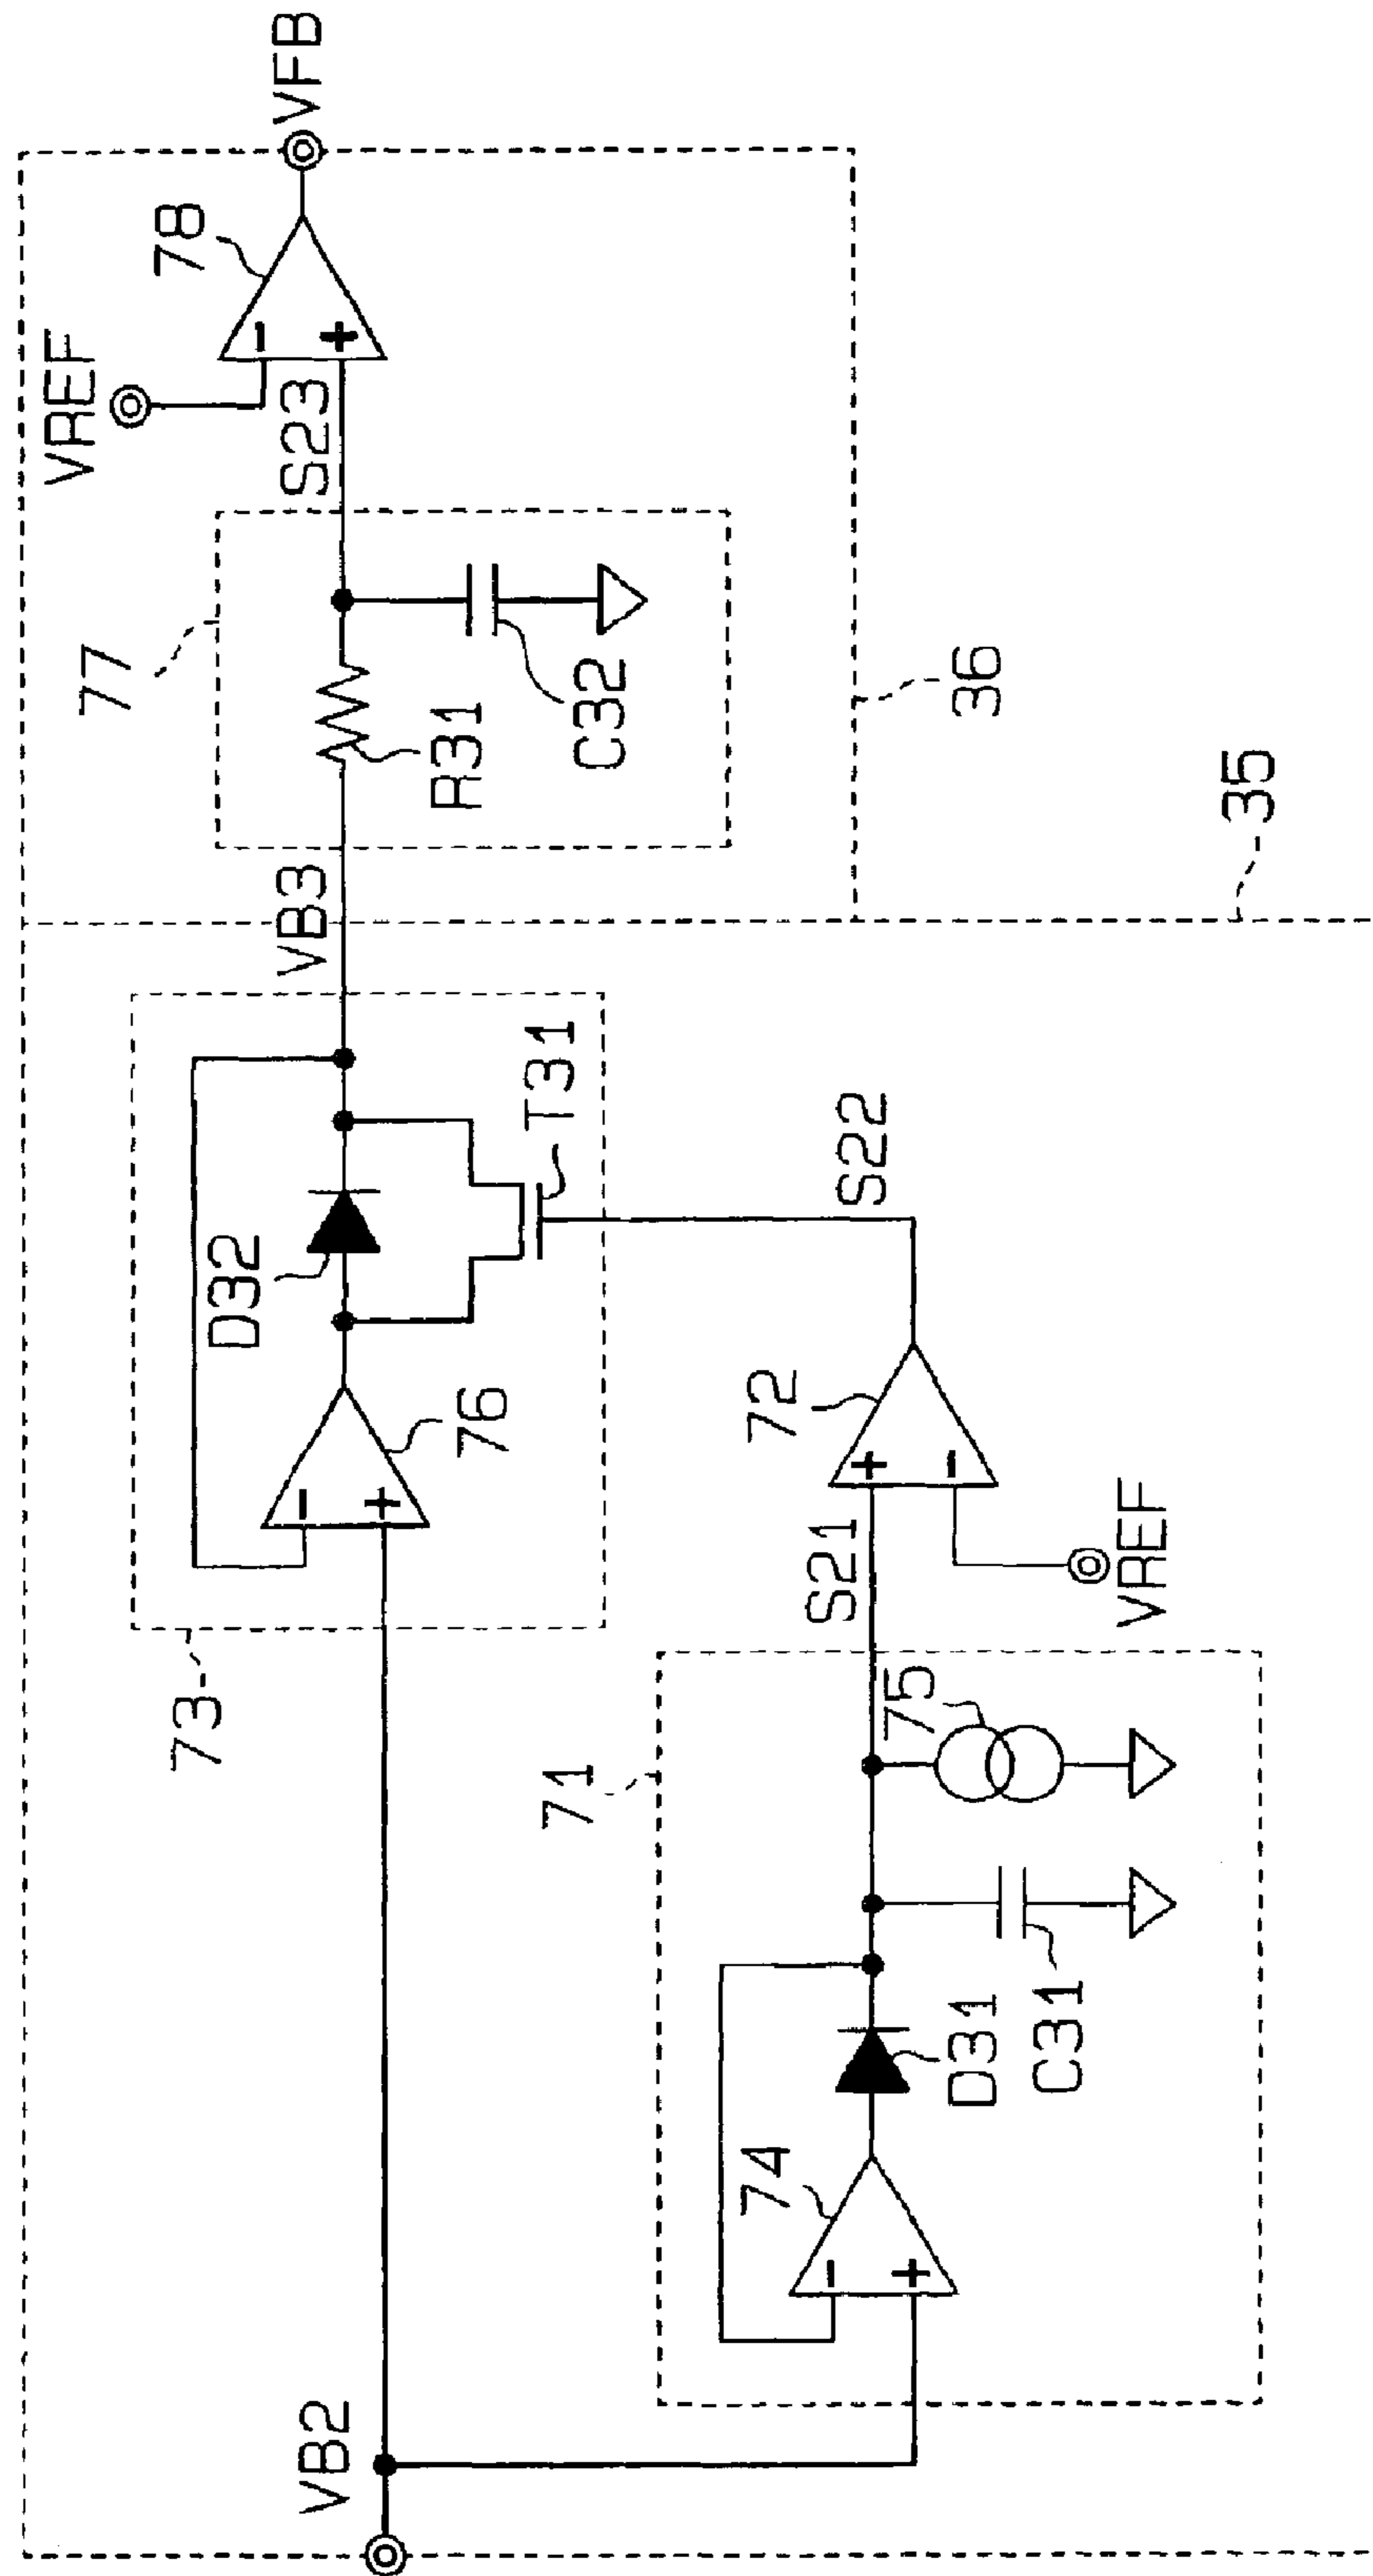 VB2
73
76
D32
T31
VB3
77
R31
C32
S23
VREF
78
VFB
36
35
71
74
D31
C31
75
S21
72
VREF
S22